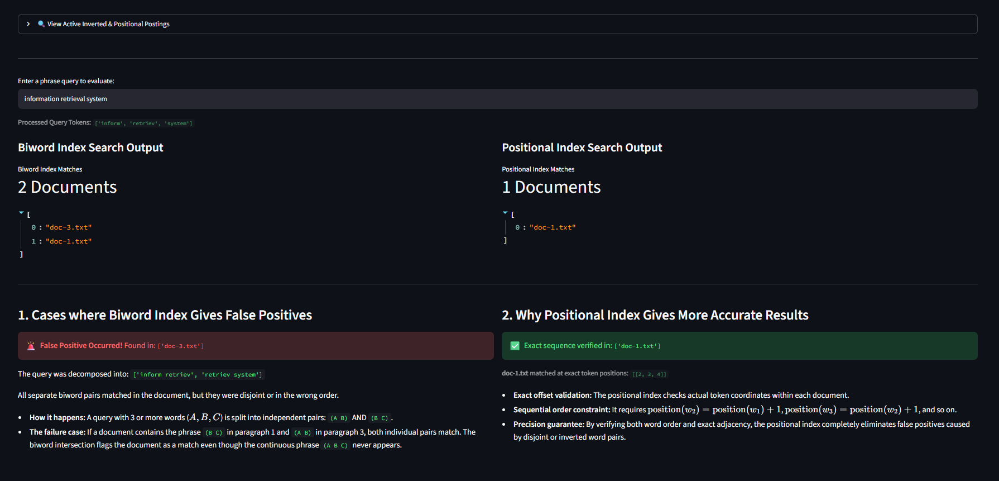 View Active Inverted & Positional Postings
Enter a phrase query to evaluate:
information retrieval system
Processed Query Tokens: ['inform', 'retriev', 'system']
Biword Index Search Output
Biword Index Matches
2 Documents
[
0 : "doc-3.txt"
1 : "doc-1.txt"
]
Positional Index Search Output
Positional Index Matches
1 Documents
[
0 : "doc-1.txt"
]
1. Cases where Biword Index Gives False Positives
False Positive Occurred! Found in: ['doc-3.txt']
The query was decomposed into: ['inform retriev', 'retriev system']
All separate biword pairs matched in the document, but they were disjoint or in the wrong order.
• How it happens: A query with 3 or more words (A, B, C) is split into independent pairs: (A B) AND (B C) .
• The failure case: If a document contains the phrase (B C) in paragraph 1 and (A B) in paragraph 3, both individual pairs match. The
biword intersection flags the document as a match even though the continuous phrase (A B C) never appears.
2. Why Positional Index Gives More Accurate Results
Exact sequence verified in: ['doc-1.txt']
doc-1.txt matched at exact token positions: [[2, 3, 4]]
• Exact offset validation: The positional index checks actual token coordinates within each document.
• Sequential order constraint: It requires position(w₂) = position(w₁) + 1, position(w₃) = position(w₂) + 1, and so on.
• Precision guarantee: By verifying both word order and exact adjacency, the positional index completely eliminates false positives caused
by disjoint or inverted word pairs.